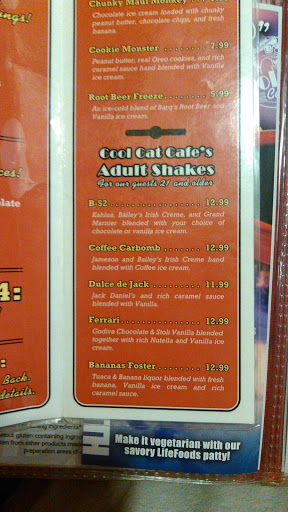 Chunky Maui Monkey
Chocolate ice cream loaded with chunky
peanut butter, chocolate chips, and fresh
banana.
Cookie Monster ........ 7.99
Peanut butter, real Oreo cookies, and rich
caramel sauce hand blended with Vanilla
ice cream.
Root Beer Freeze ....... 5.99
An ice-cold blend of Barq's Root Beer and
Vanilla ice cream.
Cool Cat Cafe's
Adult Shakes
For our guests 21 and older
B-52 ................ 12.99
Kahlua, Bailey's Irish Creme, and Grand
Marnier blended with your choice of
chocolate or vanilla ice cream.
Coffee Carbomb ....... 12.99
Jameson and Bailey's Irish Creme hand
blended with Coffee ice cream.
Dulce de Jack ......... 11.99
Jack Daniel's and rich caramel sauce
blended with Vanilla.
Ferrari ............... 12.99
Godiva Chocolate & Stoli Vanilla blended
together with rich Nutella and Vanilla ice
cream.
Bananas Foster ........ 12.99
Tuaca & Banana liquor blended with fresh
banana, Vanilla ice cream and rich
caramel sauce.
Make it vegetarian with our
savory LifeFoods patty!
ings!
ces!
olate
4:
Back
details.